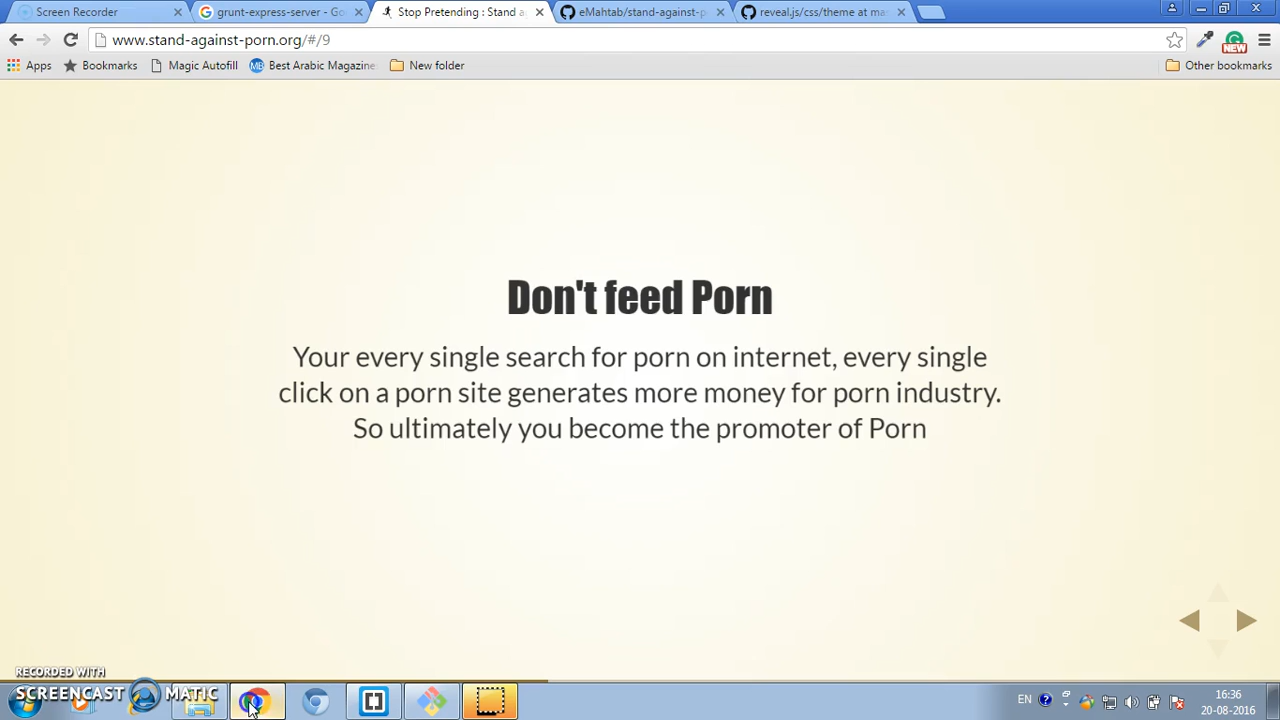 Screen Recorder
grunt-express-server - Go
Stop Pretending : Stand a
eMahtab/stand-against-p
reveal.js/css/theme at ma
www.stand-against-porn.org/#/9
NEW
Apps
Bookmarks
Magic Autofill
MB
Best Arabic Magazine
New folder
Other bookmarks
Don't feed Porn
Your every single search for porn on internet, every single
click on a porn site generates more money for porn industry.
So ultimately you become the promoter of Porn
RECORDED WITH
SCREENCAST MATIC
EN
16:36
20-08-2016